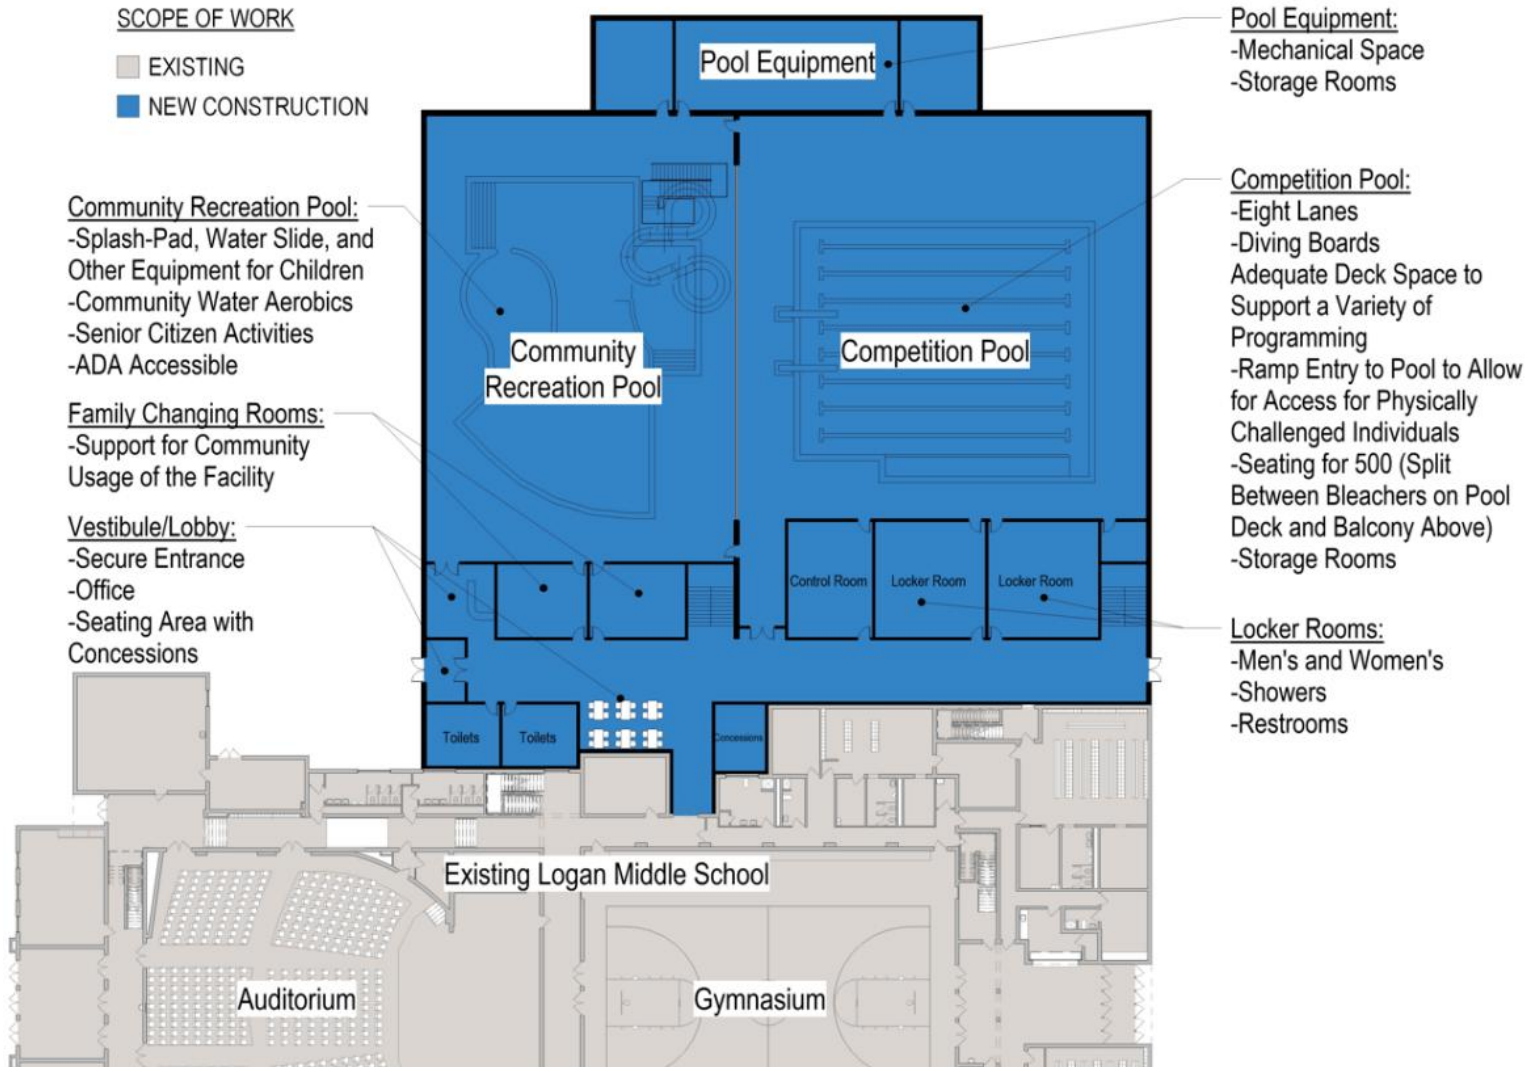 SCOPE OF WORK
EXISTING
NEW CONSTRUCTION
Community Recreation Pool:
-Splash-Pad, Water Slide, and
Other Equipment for Children
-Community Water Aerobics
-Senior Citizen Activities
-ADA Accessible
Family Changing Rooms:
-Support for Community
Usage of the Facility
Vestibule/Lobby:
-Secure Entrance
-Office
-Seating Area with
Concessions
Pool Equipment
Community
Recreation Pool
Competition Pool
Control Room
Locker Room
Locker Room
Toilets
Toilets
Concessions
Existing Logan Middle School
Auditorium
Gymnasium
Pool Equipment:
-Mechanical Space
-Storage Rooms
Competition Pool:
-Eight Lanes
-Diving Boards
Adequate Deck Space to
Support a Variety of
Programming
-Ramp Entry to Pool to Allow
for Access for Physically
Challenged Individuals
-Seating for 500 (Split
Between Bleachers on Pool
Deck and Balcony Above)
-Storage Rooms
Locker Rooms:
-Men's and Women's
-Showers
-Restrooms